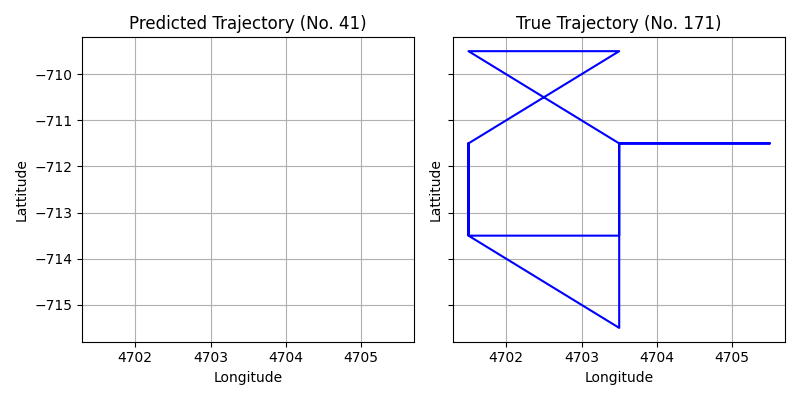 Predicted Trajectory (No. 41)
True Trajectory (No. 171)
−710
−711
−712
−713
−714
−715
Lattitude
Lattitude
4702 4703 4704 4705
4702 4703 4704 4705
Longitude
Longitude